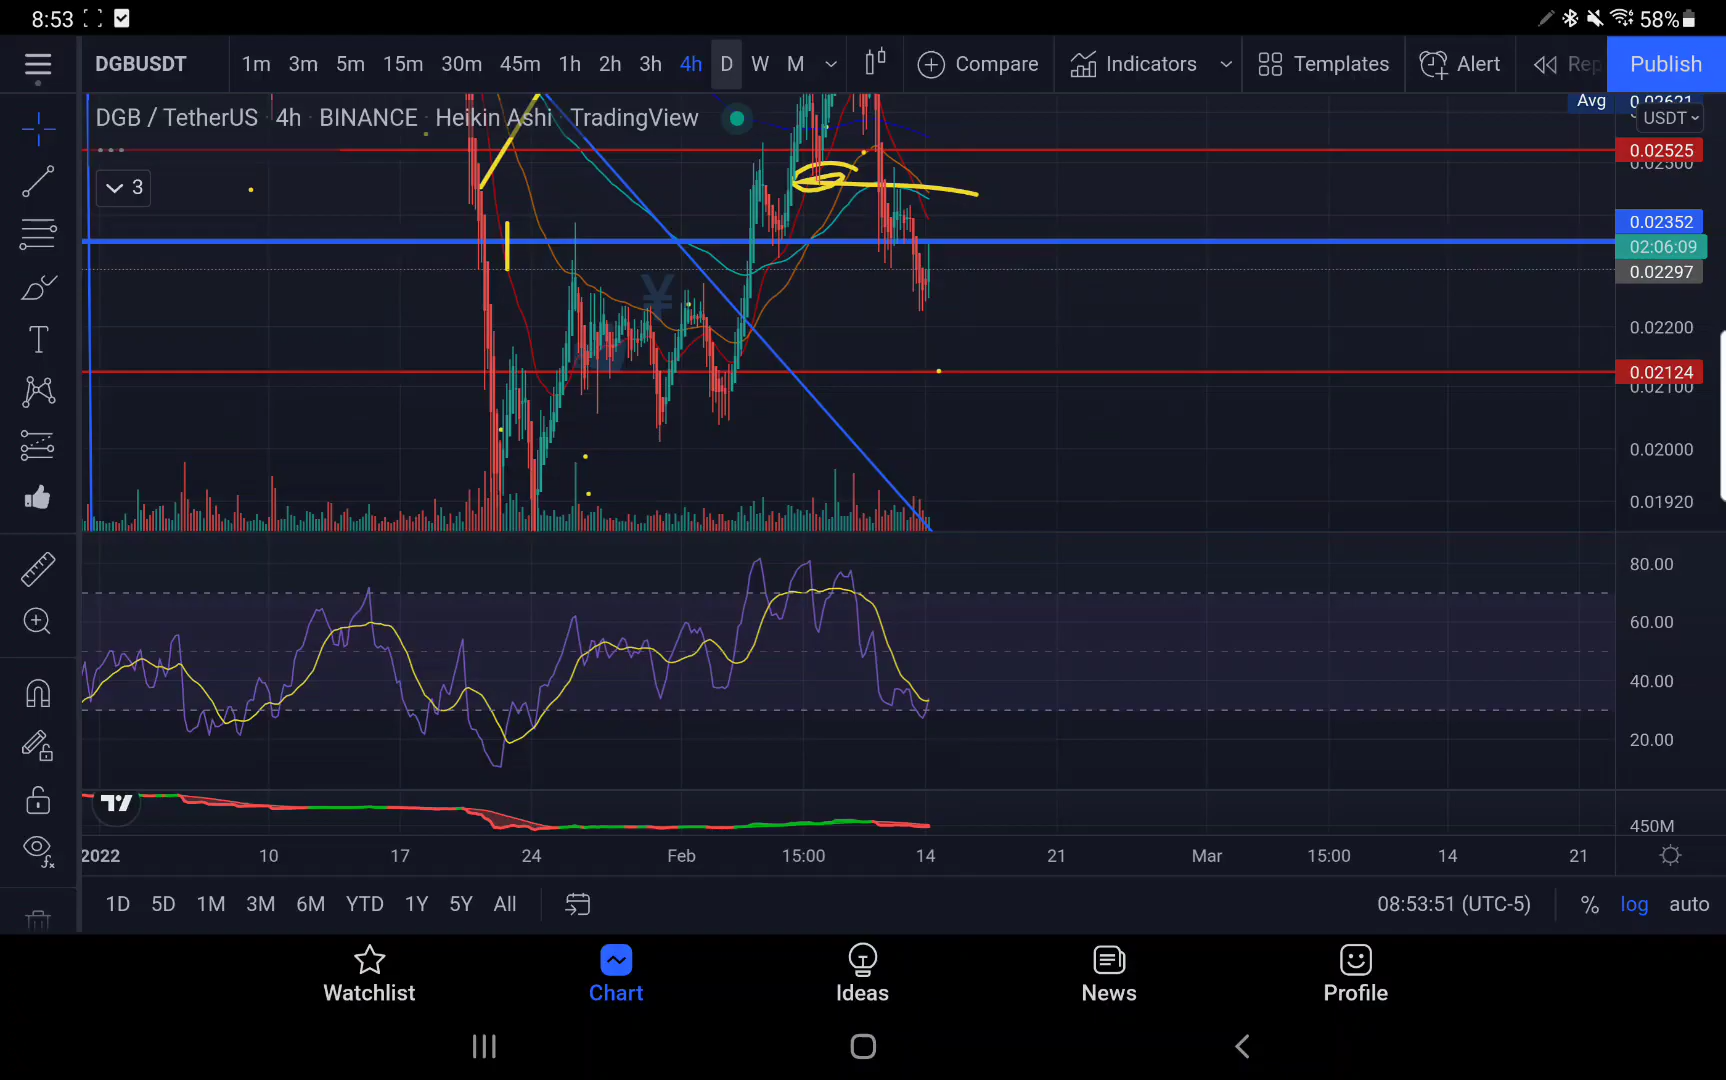 8:53 58%
DGBUSDT 1m 3m 5m 15m 30m 45m 1h 2h 3h 4h D W M Compare Indicators Templates Alert Rep Publish
Avg 0.02621
DGB / TetherUS · 4h · BINANCE · Heikin Ashi · TradingView
USDT
0.02525
0.02500
3
0.02352
02:06:09
0.02297
0.02200
0.02124
0.02100
0.02000
0.01920
80.00
60.00
40.00
20.00
450M
2022 10 17 24 Feb 15:00 14 21 Mar 15:00 14 21
1D 5D 1M 3M 6M YTD 1Y 5Y All 08:53:51 (UTC-5) % log auto
Watchlist Chart Ideas News Profile